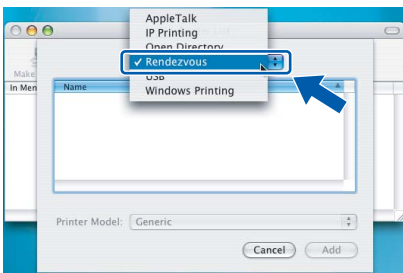 AppleTalk
IP Printing
Open Directory
✓ Rendezvous
USB
Windows Printing
Make
In Men
Name
Printer Model: Generic
Cancel
Add